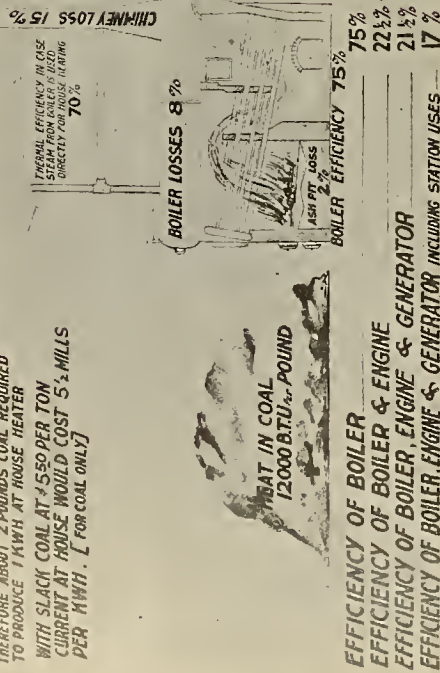 THEREFORE ABOUT 2 POUNDS COAL REQUIRED
TO PRODUCE 1 KWH AT HOUSE HEATER
WITH SLACK COAL AT $5.50 PER TON
CURRENT AT HOUSE WOULD COST 5½ MILLS
PER KWH. [FOR COAL ONLY]
CHIMNEY LOSS 15%
THERMAL EFFICIENCY IN CASE
STEAM FROM BOILER IS USED
DIRECTLY FOR HOUSE HEATING
70%
BOILER LOSSES 8%
HEAT IN COAL
12000 B.T.U. POUND
ASH PIT LOSS
2%
BOILER EFFICIENCY 75%
EFFICIENCY OF BOILER 75%
EFFICIENCY OF BOILER & ENGINE 22½%
EFFICIENCY OF BOILER, ENGINE & GENERATOR 21½%
EFFICIENCY OF BOILER, ENGINE & GENERATOR INCLUDING STATION USES 17%